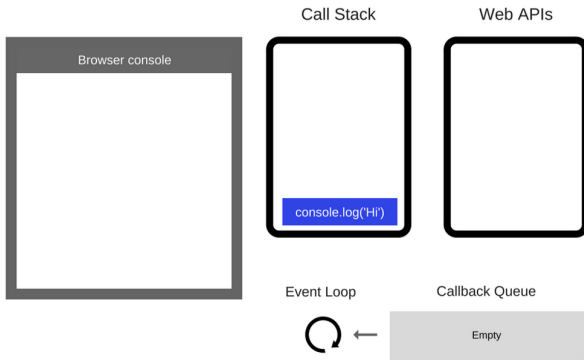 Call Stack
Web APIs
Browser console
console.log('Hi')
Event Loop
Callback Queue
Empty